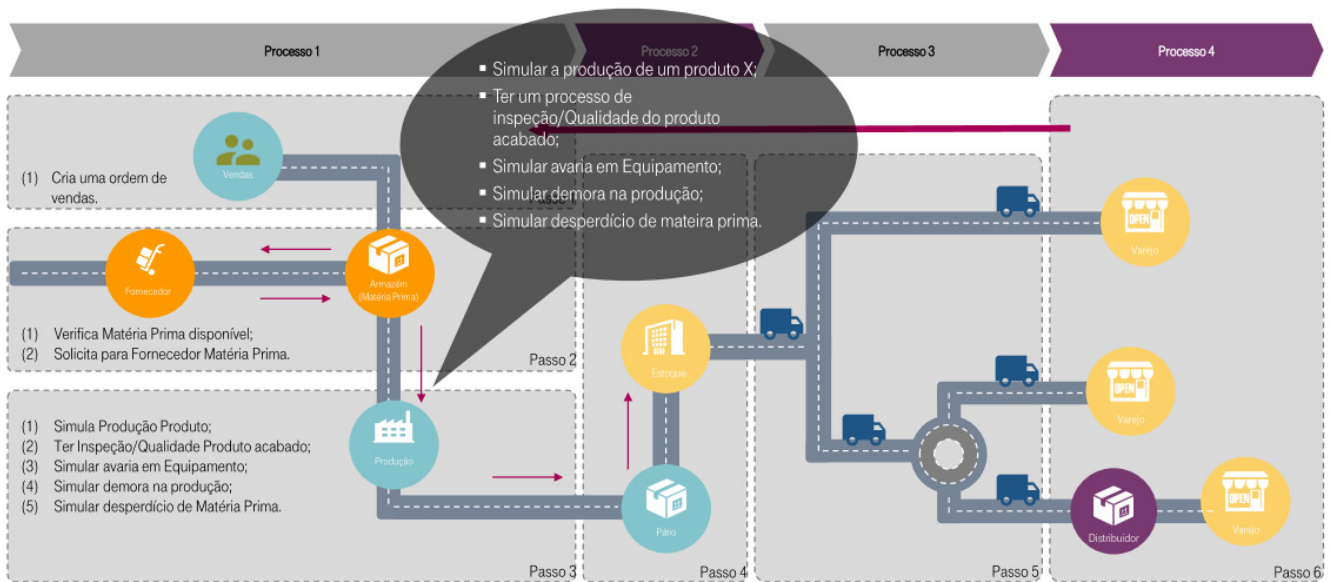 Processo 1
Processo 2
Processo 3
Processo 4
▪ Simular a produção de um produto X;
▪ Ter um processo de
inspeção/Qualidade do produto
acabado;
▪ Simular avaria em Equipamento;
▪ Simular demora na produção;
▪ Simular desperdício de mateira prima.
Vendas
(1) Cria uma ordem de
vendas.
Passo 1
Fornecedor
Armazém
(Matéria Prima)
(1) Verifica Matéria Prima disponível;
(2) Solicita para Fornecedor Matéria Prima.
Passo 2
(1) Simula Produção Produto;
(2) Ter Inspeção/Qualidade Produto acabado;
(3) Simular avaria em Equipamento;
(4) Simular demora na produção;
(5) Simular desperdício de Matéria Prima.
Produção
Passo 3
Estoque
Pátio
Passo 4
Passo 5
OPEN
Varejo
OPEN
Varejo
Distribuidor
OPEN
Varejo
Passo 6